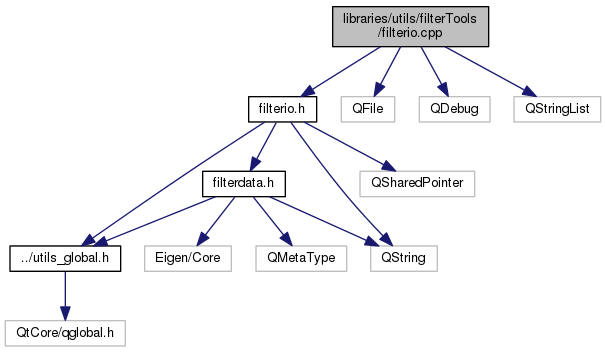 libraries/utils/filterTools
/filterio.cpp
filterio.h
QFile
QDebug
QStringList
filterdata.h
QSharedPointer
../utils_global.h
Eigen/Core
QMetaType
QString
QtCore/qglobal.h